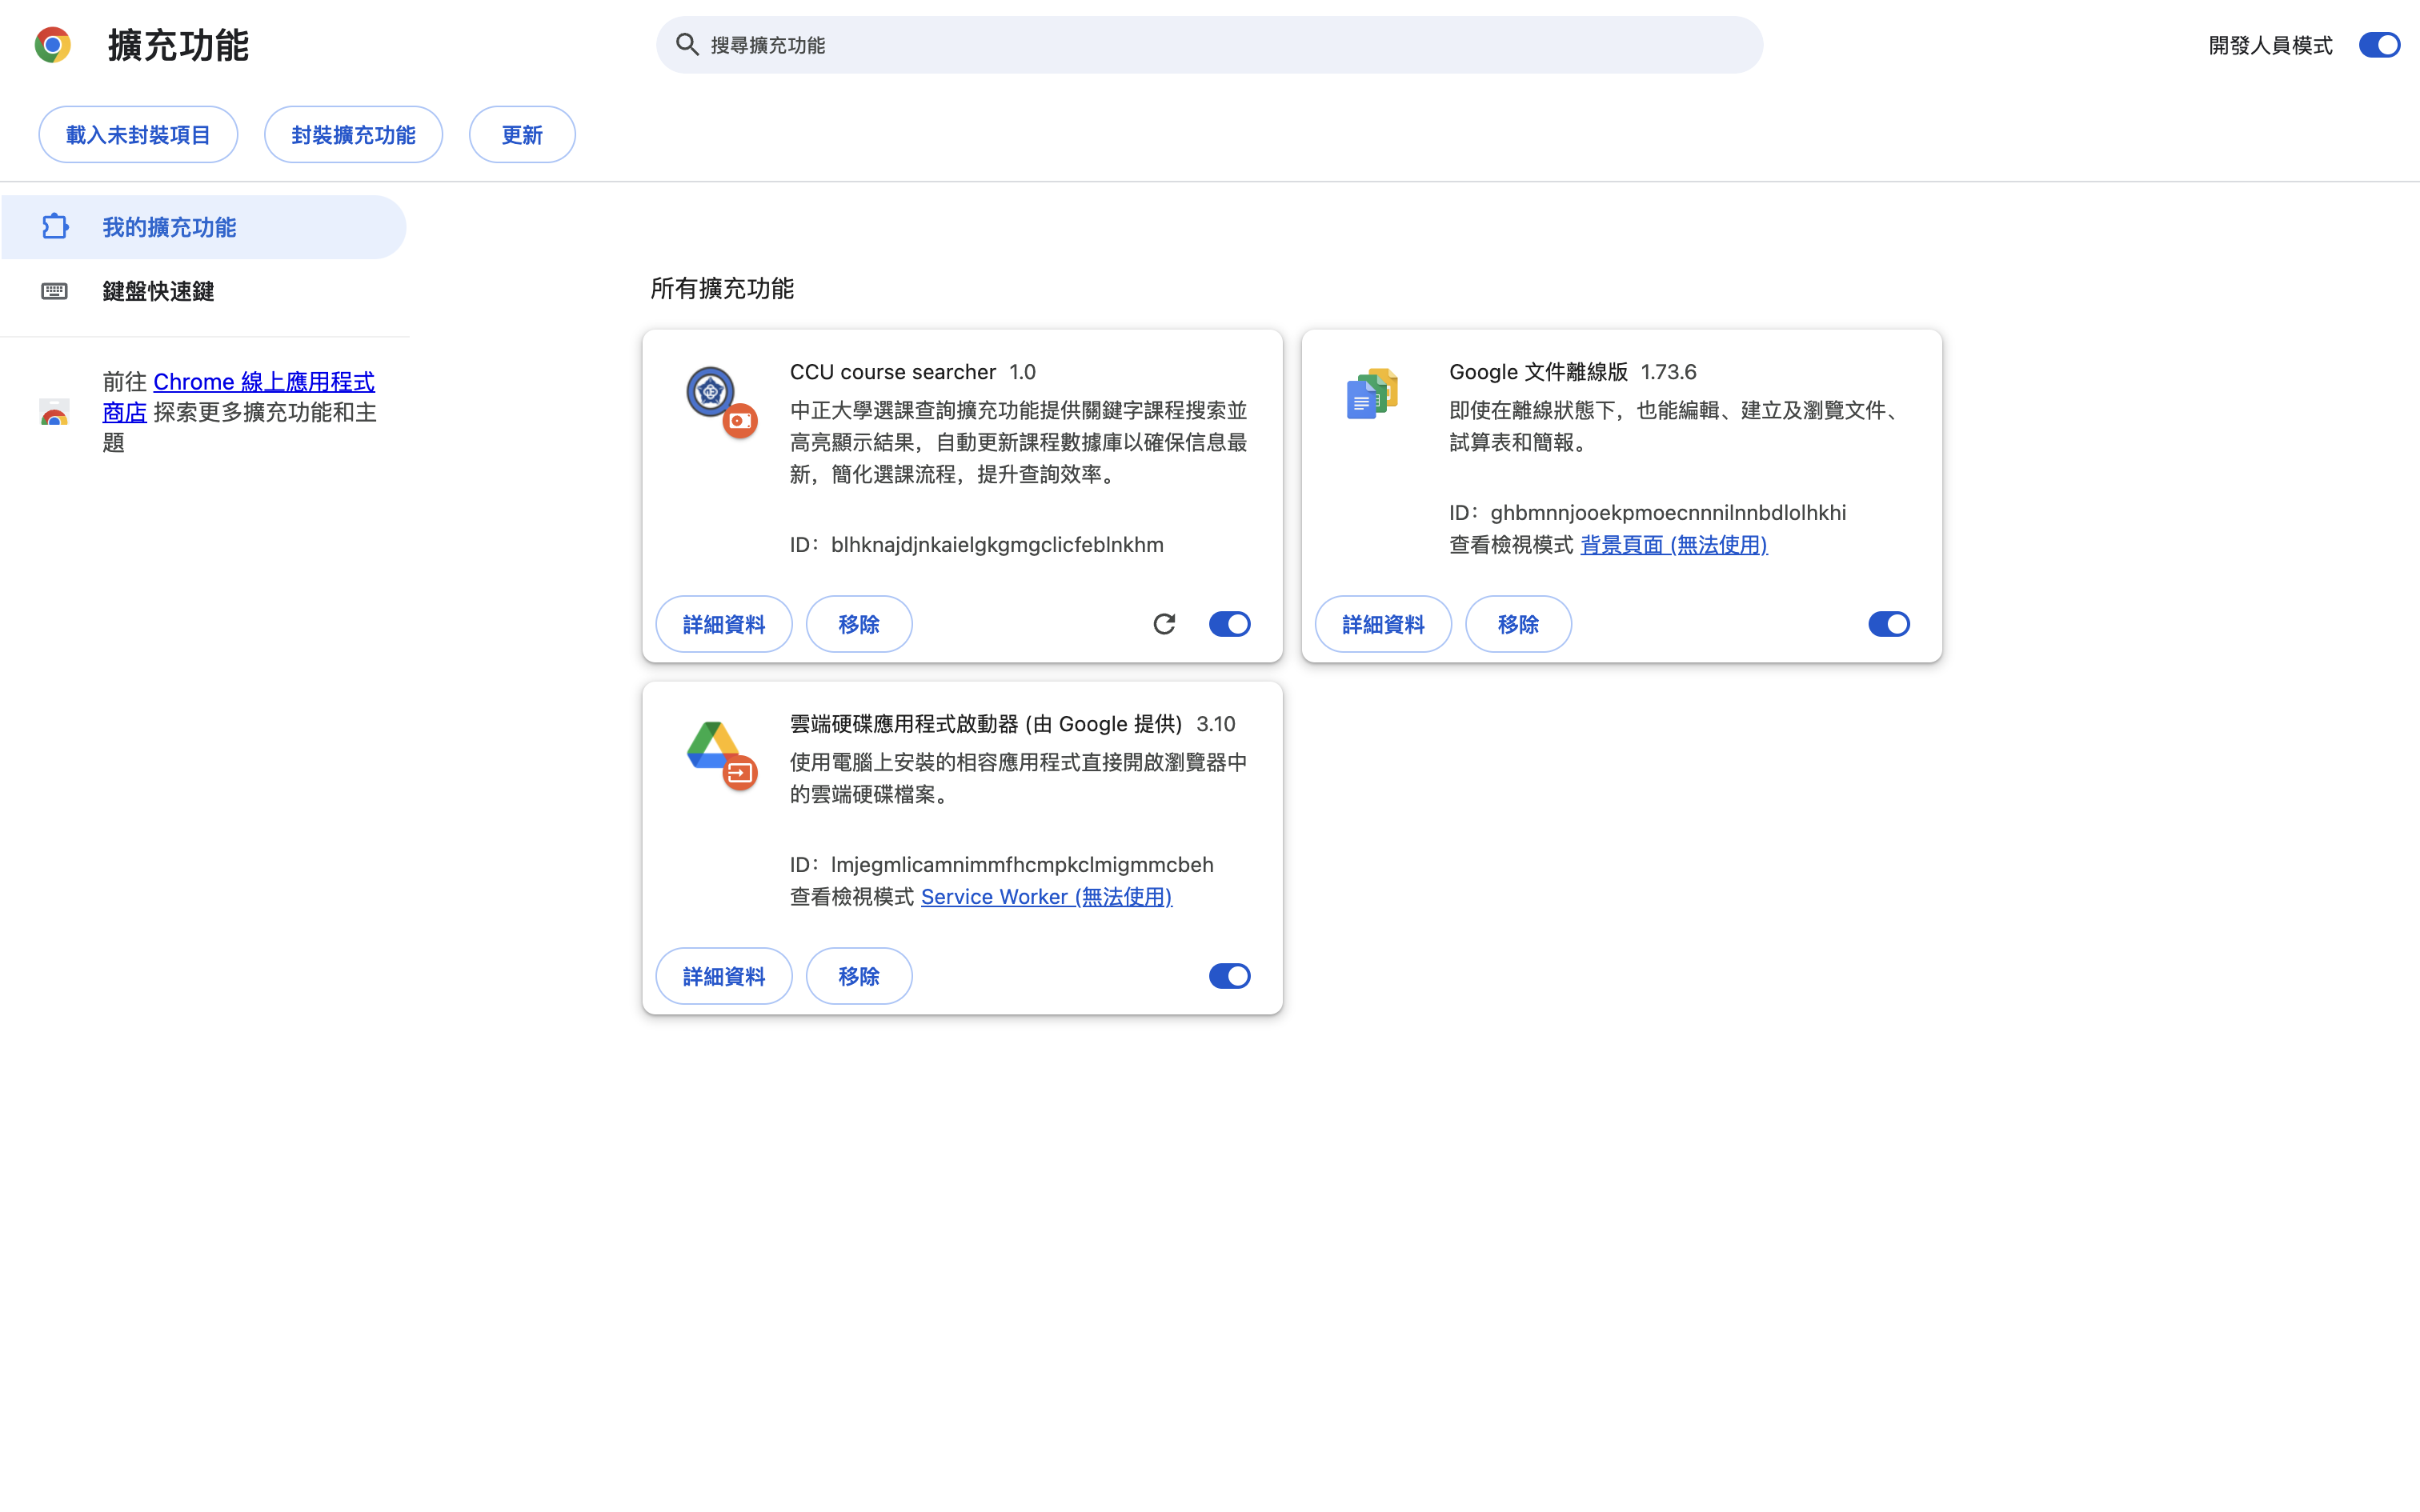 擴充功能
搜尋擴充功能
開發人員模式
載入未封裝項目
封裝擴充功能
更新
我的擴充功能
鍵盤快速鍵
前往 Chrome 線上應用程式
商店 探索更多擴充功能和主
題
所有擴充功能
CCU course searcher 1.0
中正大學選課查詢擴充功能提供關鍵字課程搜索並
高亮顯示結果，自動更新課程數據庫以確保信息最
新，簡化選課流程，提升查詢效率。
ID：blhknajdjnkaielgkgmgclicfeblnkhm
詳細資料
移除
Google 文件離線版 1.73.6
即使在離線狀態下，也能編輯、建立及瀏覽文件、
試算表和簡報。
ID：ghbmnnjooekpmoecnnnilnnbdlolhkhi
查看檢視模式 背景頁面 (無法使用)
詳細資料
移除
雲端硬碟應用程式啟動器 (由 Google 提供) 3.10
使用電腦上安裝的相容應用程式直接開啟瀏覽器中
的雲端硬碟檔案。
ID：lmjegmlicamnimmfhcmpkclmigmmcbeh
查看檢視模式 Service Worker (無法使用)
詳細資料
移除